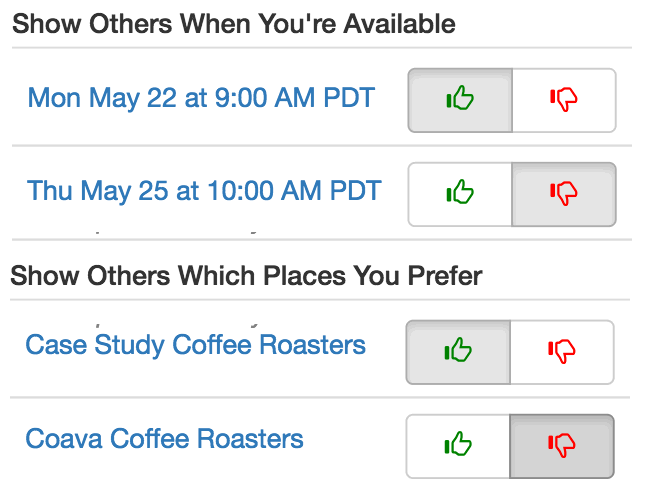 Show Others When You're Available
Mon May 22 at 9:00 AM PDT
Thu May 25 at 10:00 AM PDT
Show Others Which Places You Prefer
Case Study Coffee Roasters
Coava Coffee Roasters